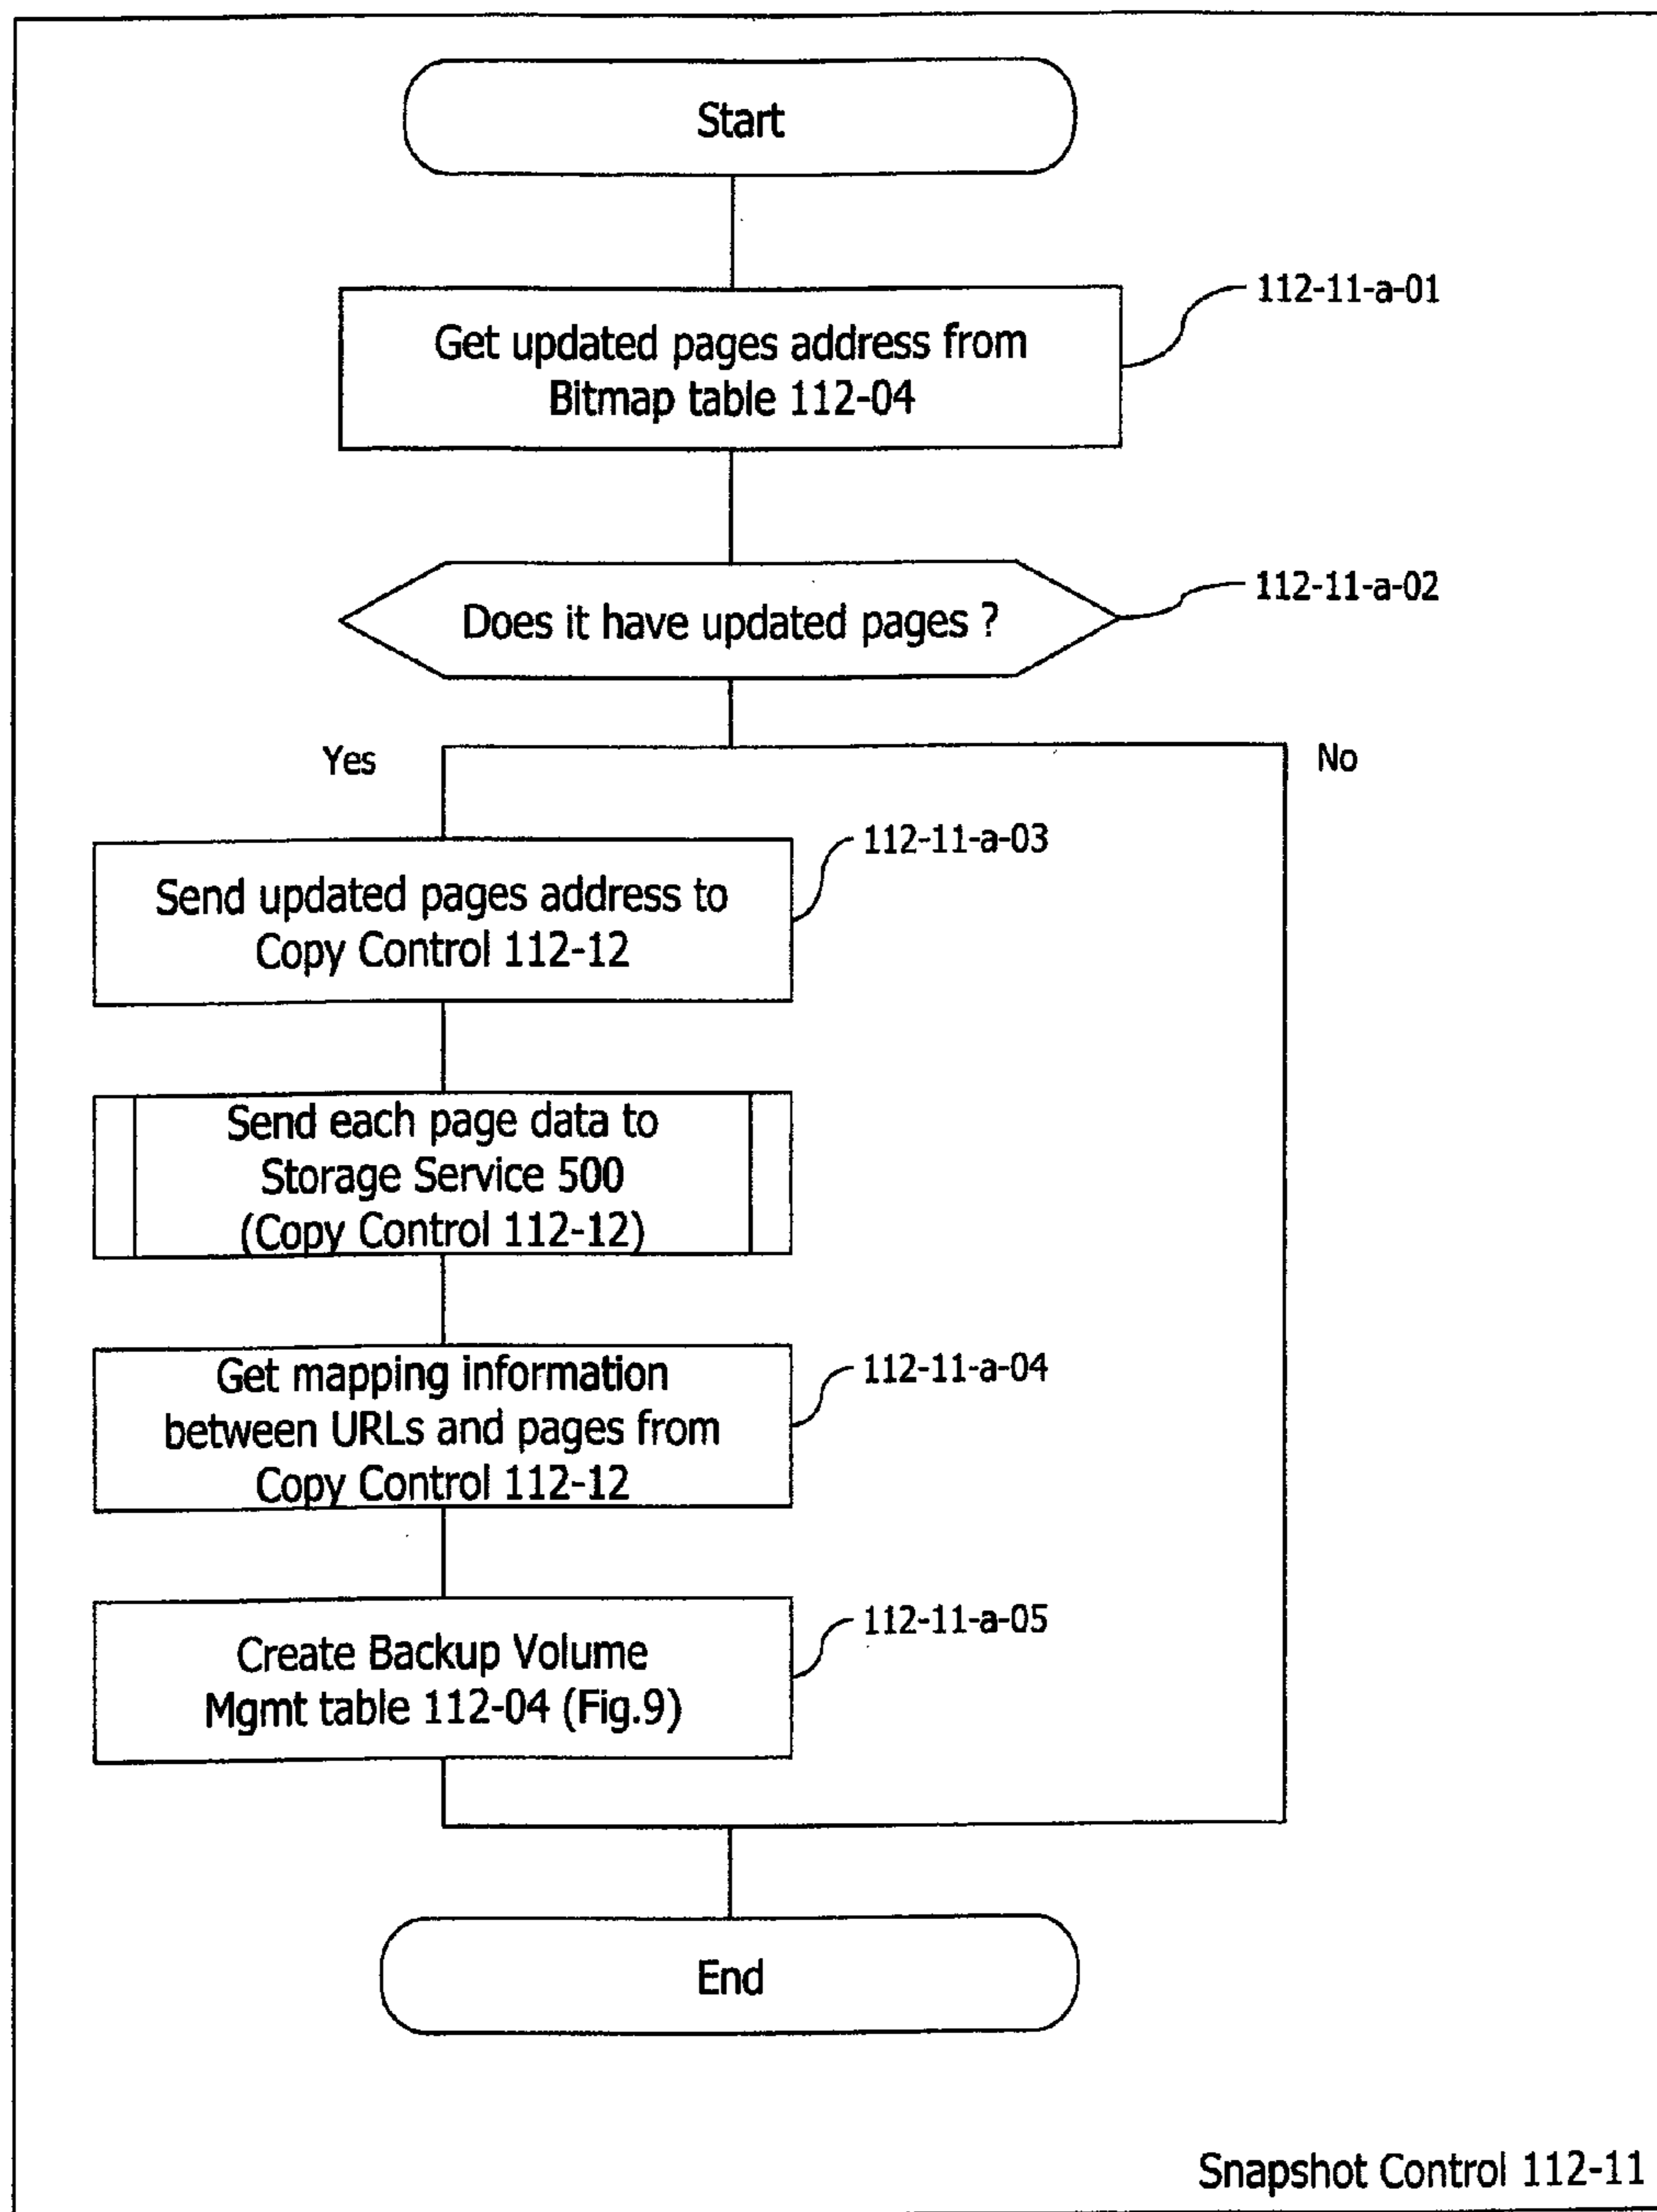 Start
Get updated pages address from
Bitmap table 112-04
112-11-a-01
Does it have updated pages ?
112-11-a-02
Yes
No
Send updated pages address to
Copy Control 112-12
112-11-a-03
Send each page data to
Storage Service 500
(Copy Control 112-12)
Get mapping information
between URLs and pages from
Copy Control 112-12
112-11-a-04
Create Backup Volume
Mgmt table 112-04 (Fig.9)
112-11-a-05
End
Snapshot Control 112-11